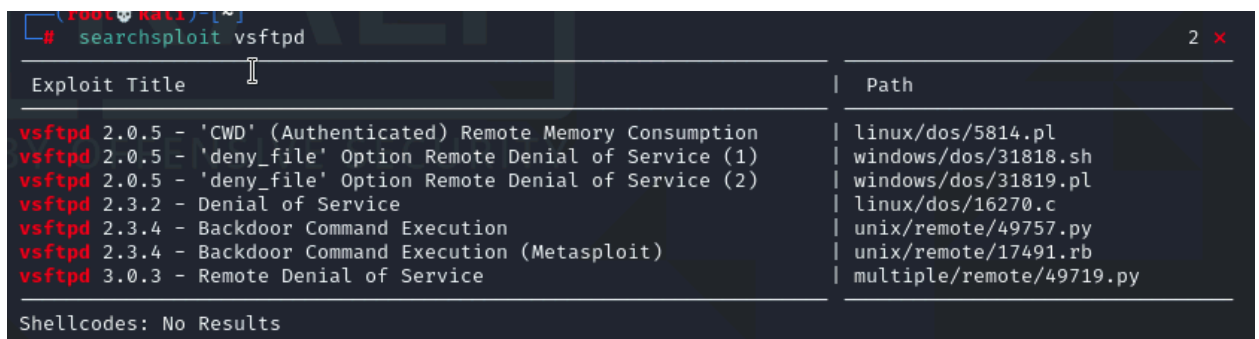 (root💀kali)-[~]
# searchsploit vsftpd 2 ×
Exploit Title | Path
vsftpd 2.0.5 - 'CWD' (Authenticated) Remote Memory Consumption | linux/dos/5814.pl
vsftpd 2.0.5 - 'deny_file' Option Remote Denial of Service (1) | windows/dos/31818.sh
vsftpd 2.0.5 - 'deny_file' Option Remote Denial of Service (2) | windows/dos/31819.pl
vsftpd 2.3.2 - Denial of Service | linux/dos/16270.c
vsftpd 2.3.4 - Backdoor Command Execution | unix/remote/49757.py
vsftpd 2.3.4 - Backdoor Command Execution (Metasploit) | unix/remote/17491.rb
vsftpd 3.0.3 - Remote Denial of Service | multiple/remote/49719.py
Shellcodes: No Results